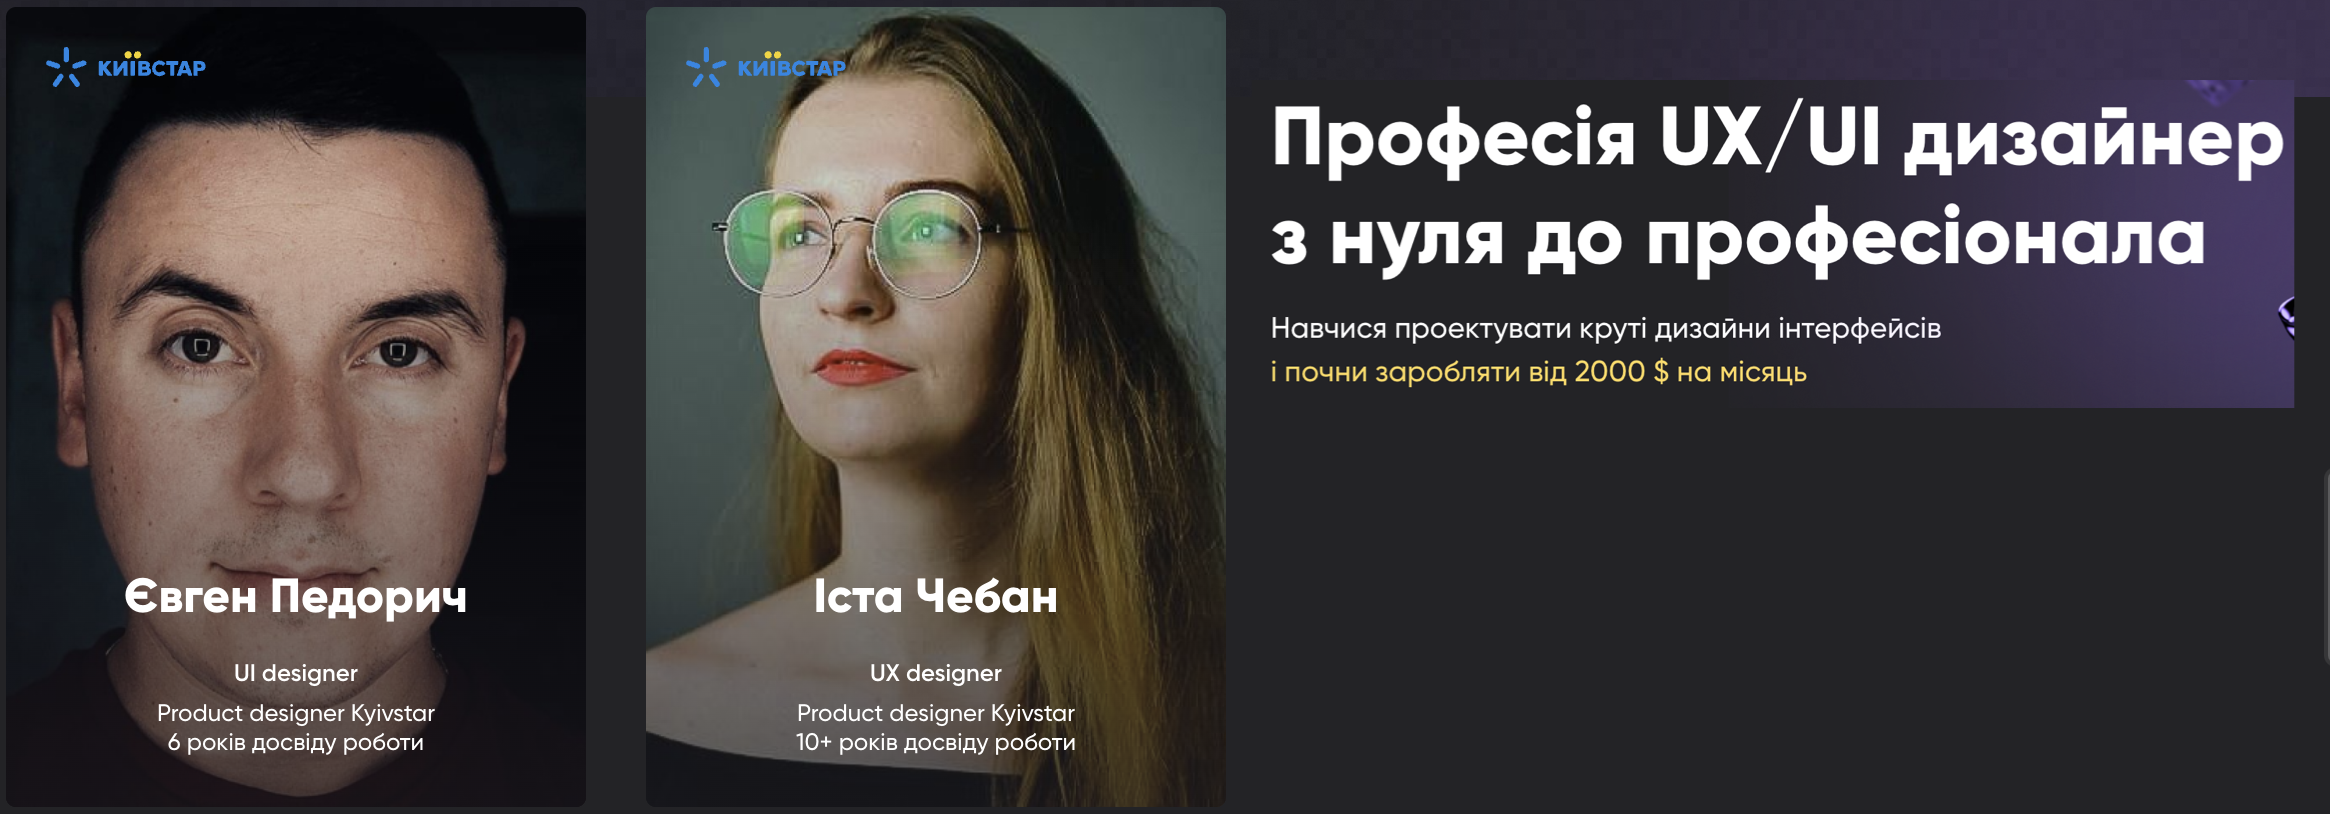 КИЇВСТАР
Євген Педорич
UI designer
Product designer Kyivstar
6 років досвіду роботи
КИЇВСТАР
Іста Чебан
UX designer
Product designer Kyivstar
10+ років досвіду роботи
Професія UX/UI дизайнер
з нуля до професіонала
Навчися проектувати круті дизайни інтерфейсів
і почни заробляти від 2000 $ на місяць